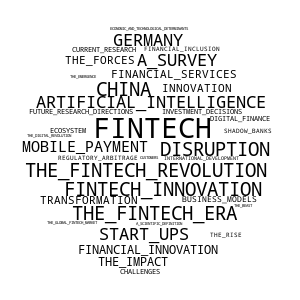 ECONOMIC_AND_TECHNOLOGICAL_DETERMINANTS
GERMANY
CURRENT_RESEARCH FINANCIAL_INCLUSION
THE_FORCES A_SURVEY
THE_EMERGENCE FINANCIAL_SERVICES
CHINA INNOVATION
ARTIFICIAL_INTELLIGENCE
FUTURE_RESEARCH_DIRECTIONS INVESTMENT_DECISIONS
FINTECH DIGITAL_FINANCE
ECOSYSTEM SHADOW_BANKS
THE_DIGITAL_REVOLUTION
MOBILE_PAYMENT DISRUPTION
REGULATORY_ARBITRAGE CUSTOMERS INTERNATIONAL_DEVELOPMENT
THE_FINTECH_REVOLUTION
FINTECH_INNOVATION
TRANSFORMATION BUSINESS_MODELS
THE_FINTECH_ERA
THE_GLOBAL_FINTECH_MARKET A_SCIENTIFIC_DEFINITION
START_UPS THE_RISE
FINANCIAL_INNOVATION
THE_IMPACT
CHALLENGES